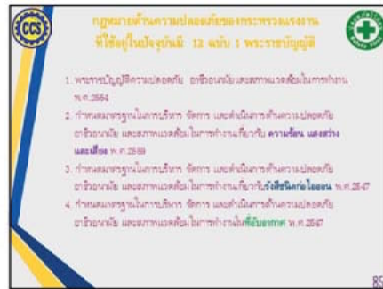 กฎหมายด้านความปลอดภัยของกระทรวงแรงงาน
ที่ใช้อยู่ในปัจจุบันมี 13 ฉบับ 1 พระราชบัญญัติ
CCS
1. พระราชบัญญัติความปลอดภัย อาชีวอนามัยและสภาพแวดล้อมในการทำงาน
พ.ศ.2554
2. กำหนดมาตรฐานในการบริหาร จัดการ และดำเนินการด้านความปลอดภัย
อาชีวอนามัย และสภาพแวดล้อมในการทำงานเกี่ยวกับ ความร้อน แสงสว่าง
และเสียง พ.ศ.2559
3. กำหนดมาตรฐานในการบริหาร จัดการ และดำเนินการด้านความปลอดภัย
อาชีวอนามัย และสภาพแวดล้อมในการทำงานเกี่ยวกับรังสีชนิดก่อไอออน พ.ศ.2547
4. กำหนดมาตรฐานในการบริหาร จัดการ และดำเนินการด้านความปลอดภัย
อาชีวอนามัย และสภาพแวดล้อมในการทำงานในที่อับอากาศ พ.ศ.2547